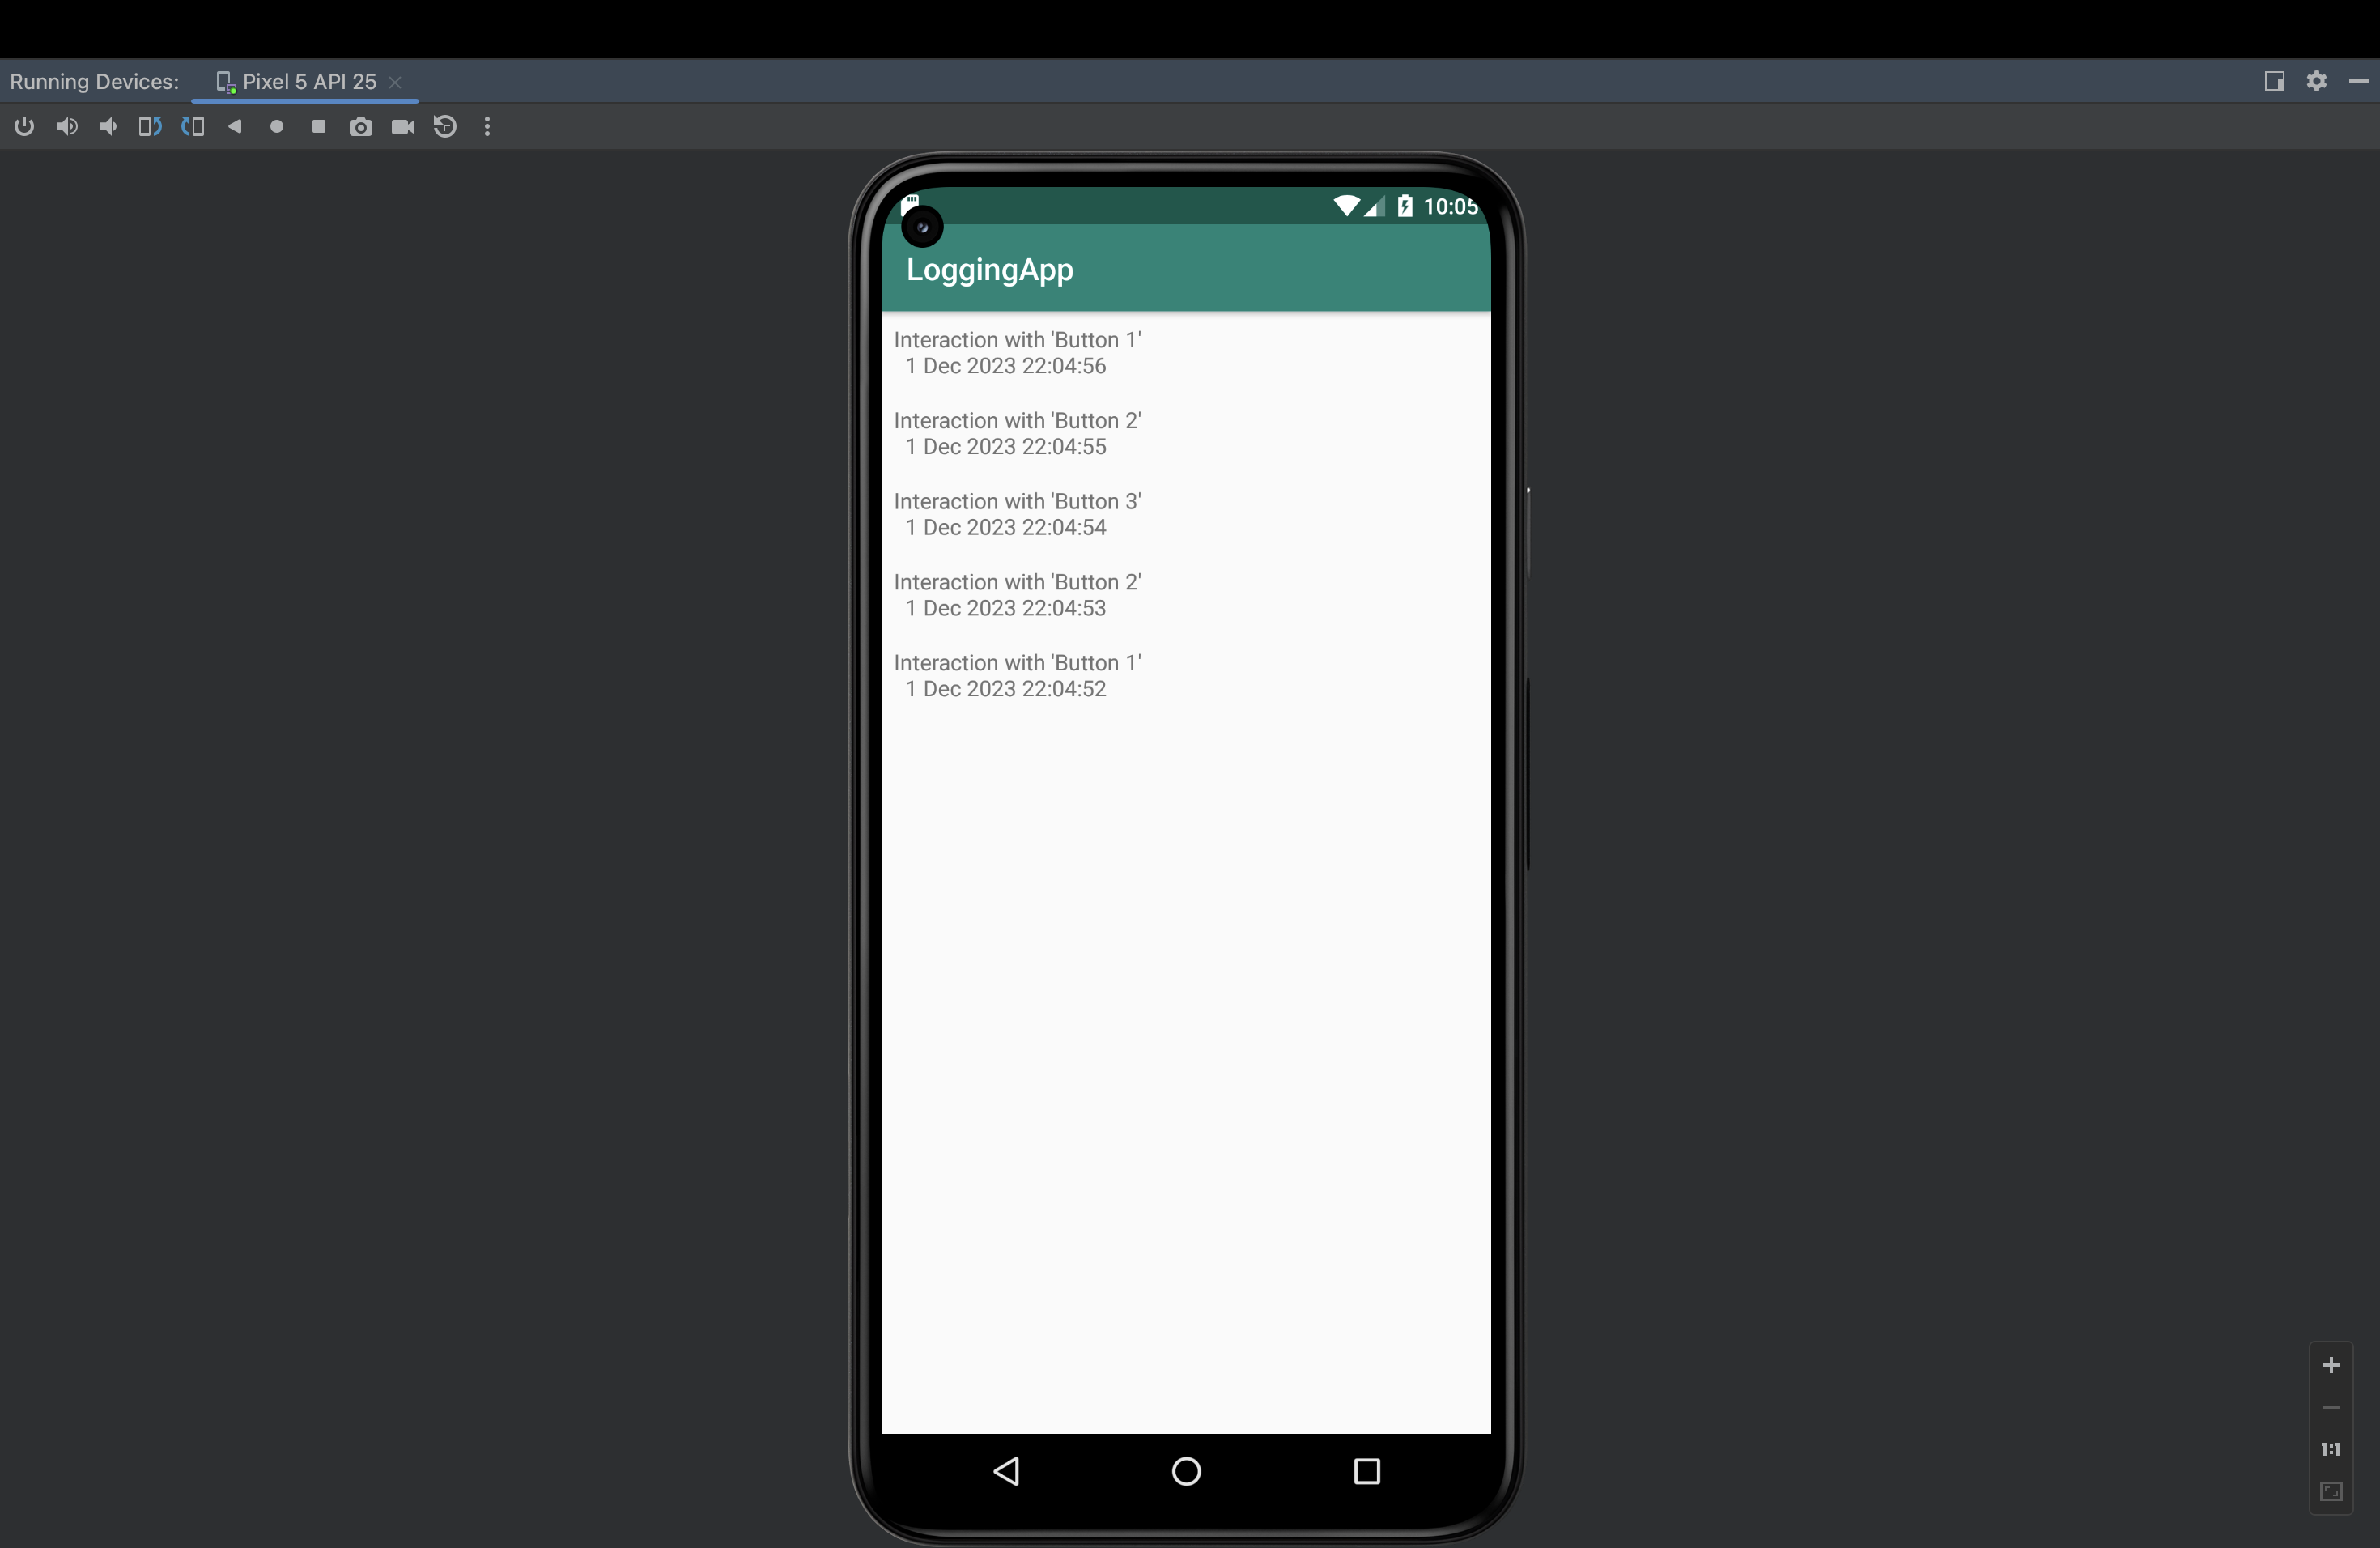 Running Devices: Pixel 5 API 25
10:05
LoggingApp
Interaction with 'Button 1'
1 Dec 2023 22:04:56
Interaction with 'Button 2'
1 Dec 2023 22:04:55
Interaction with 'Button 3'
1 Dec 2023 22:04:54
Interaction with 'Button 2'
1 Dec 2023 22:04:53
Interaction with 'Button 1'
1 Dec 2023 22:04:52
1:1